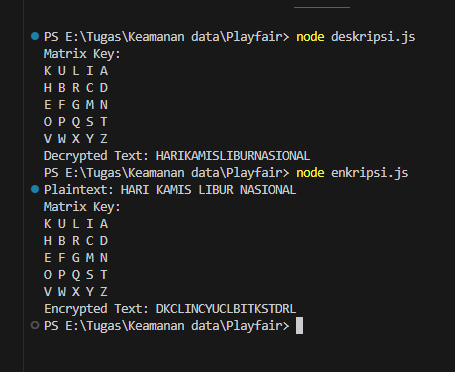 PS E:\Tugas\Keamanan data\Playfair> node deskripsi.js
Matrix Key:
K U L I A
H B R C D
E F G M N
O P Q S T
V W X Y Z
Decrypted Text: HARIKAMISLIBURNASIONAL
PS E:\Tugas\Keamanan data\Playfair> node enkripsi.js
Plaintext: HARI KAMIS LIBUR NASIONAL
Matrix Key:
K U L I A
H B R C D
E F G M N
O P Q S T
V W X Y Z
Encrypted Text: DKCLINCYUCLBITKSTDRL
PS E:\Tugas\Keamanan data\Playfair>